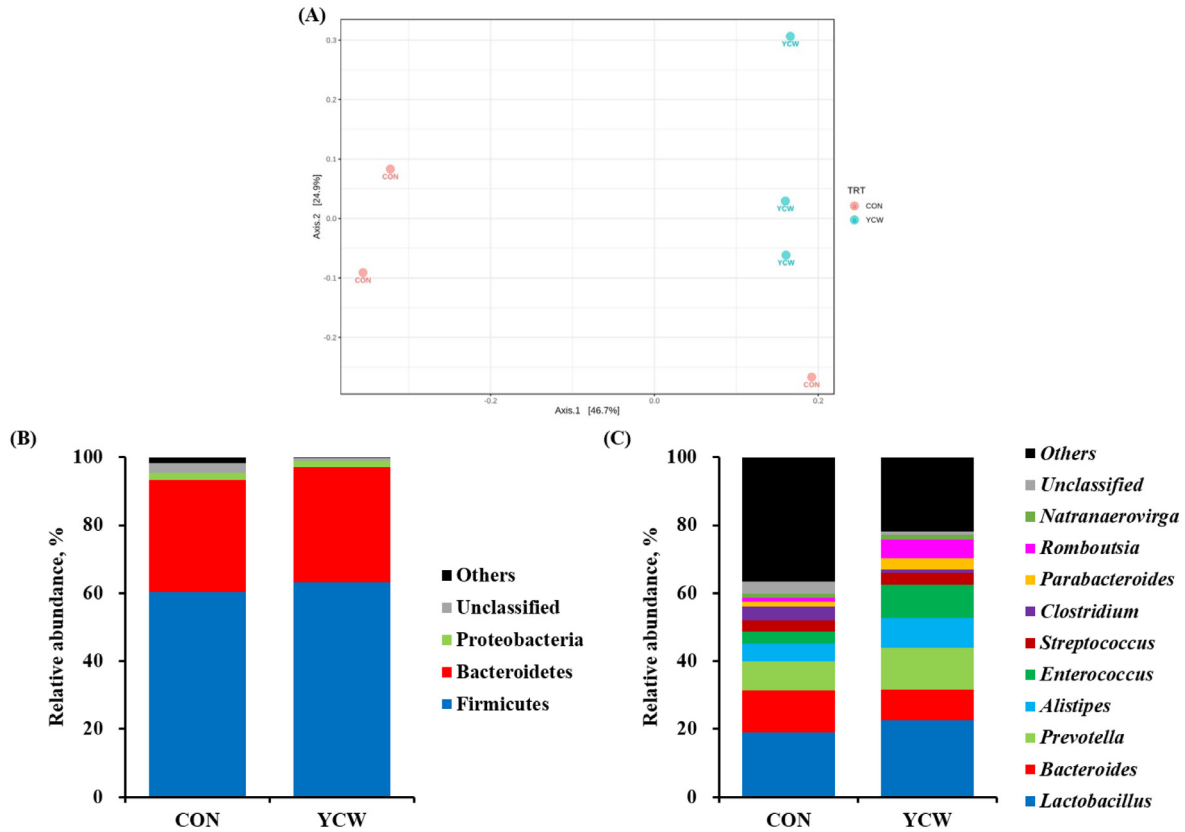 (A)
0.3
0.2
0.1
0.0
-0.1
-0.2
Axis.2 [24.9%]
YCW
CON
YCW
CON
YCW
CON
-0.2
0.0
0.2
Axis.1 [46.7%]
TRT
CON
YCW
(B)
100
80
60
40
20
0
Relative abundance, %
CON
YCW
Others
Unclassified
Proteobacteria
Bacteroidetes
Firmicutes
(C)
100
80
60
40
20
0
Relative abundance, %
CON
YCW
Others
Unclassified
Natranaerovirga
Romboutsia
Parabacteroides
Clostridium
Streptococcus
Enterococcus
Alistipes
Prevotella
Bacteroides
Lactobacillus